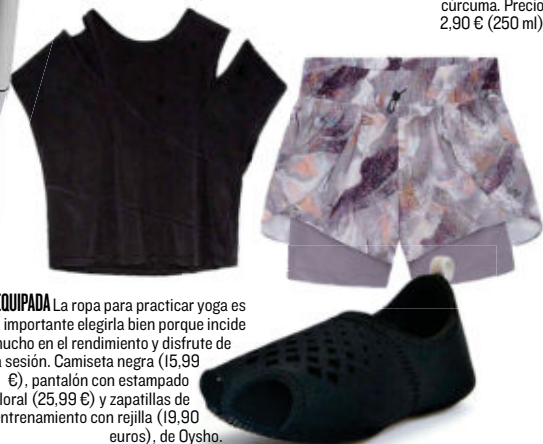 cúrcuma. Precio
2,90 € (250 ml)
EQUIPADA La ropa para practicar yoga es
importante elegirla bien porque incide
mucho en el rendimiento y disfrute de
a sesión. Camiseta negra (15,99
€), pantalón con estampado
floral (25,99 €) y zapatillas de
entrenamiento con rejilla (19,90
euros), de Oysho.